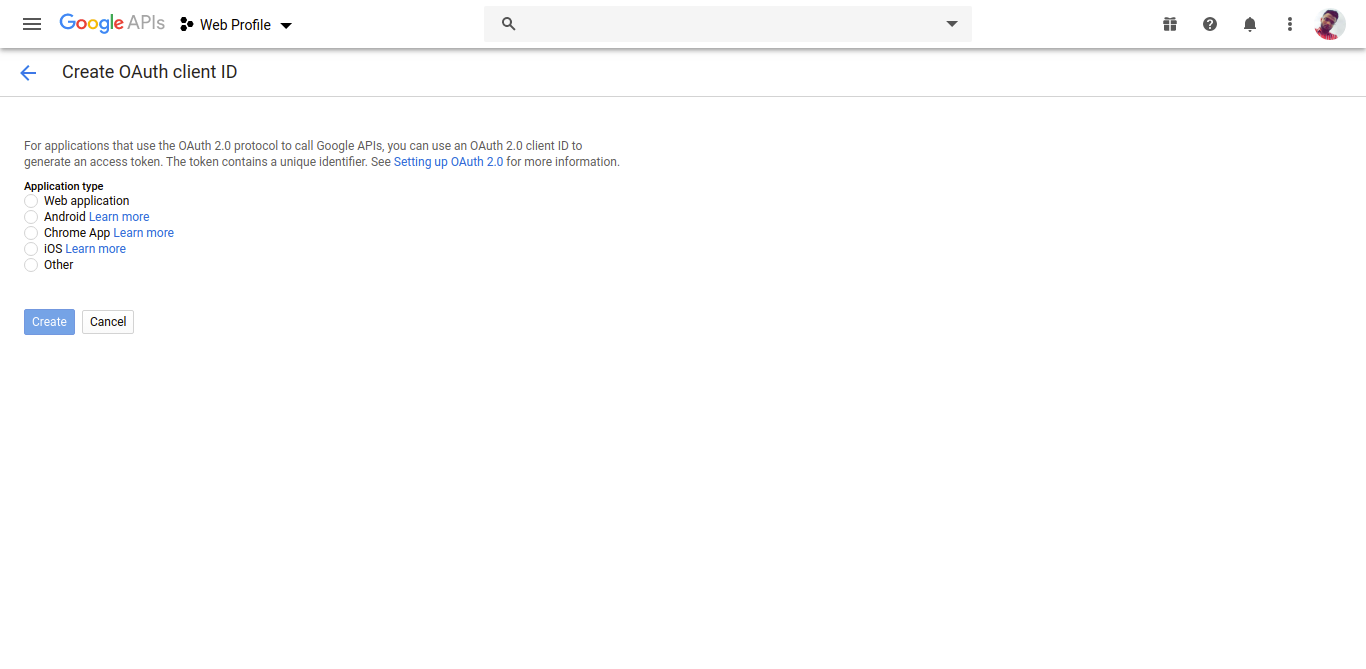 Google APIs Web Profile
Create OAuth client ID
For applications that use the OAuth 2.0 protocol to call Google APIs, you can use an OAuth 2.0 client ID to
generate an access token. The token contains a unique identifier. See Setting up OAuth 2.0 for more information.
Application type
Web application
Android Learn more
Chrome App Learn more
iOS Learn more
Other
Create Cancel